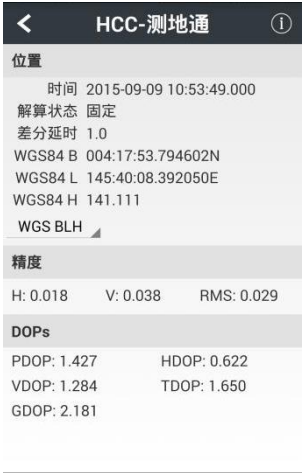 HCC-测地通
位置
时间 2015-09-09 10:53:49.000
解算状态 固定
差分延时 1.0
WGS84 B 004:17:53.794602N
WGS84 L 145:40:08.392050E
WGS84 H 141.111
WGS BLH
精度
H: 0.018 V: 0.038 RMS: 0.029
DOPs
PDOP: 1.427 HDOP: 0.622
VDOP: 1.284 TDOP: 1.650
GDOP: 2.181